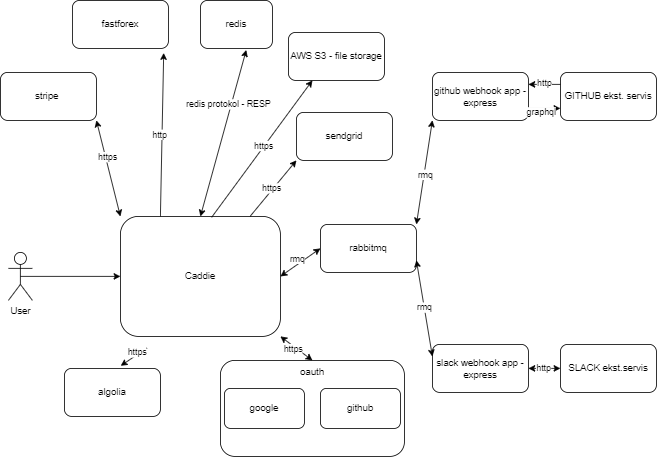 fastforex
redis
AWS S3 - file storage
stripe
github webhook app -
express
http
GITHUB ekst. servis
graphql
redis protokol - RESP
http
sendgrid
https
https
https
rmq
User
Caddie
rmq
rabbitmq
rmq
https
https
oauth
slack webhook app -
express
http
SLACK ekst.servis
algolia
google
github